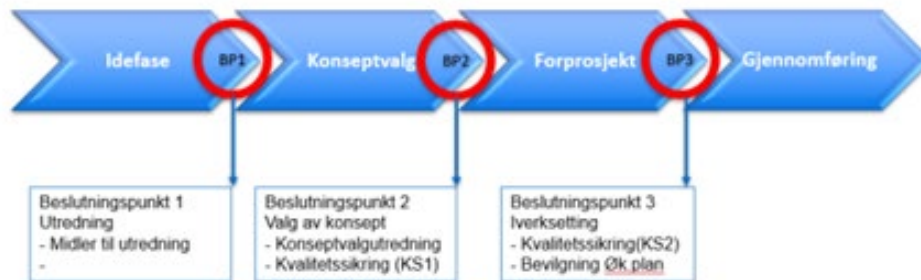 Idefase
BP1
Konseptvalg
BP2
Forprosjekt
BP3
Gjennomføring
Beslutningspunkt 1
Utredning
- Midler til utredning
-
Beslutningspunkt 2
Valg av konsept
- Konseptvalgutredning
- Kvalitetssikring (KS1)
Beslutningspunkt 3
Iverksetting
- Kvalitetssikring(KS2)
- Bevilgning Øk plan